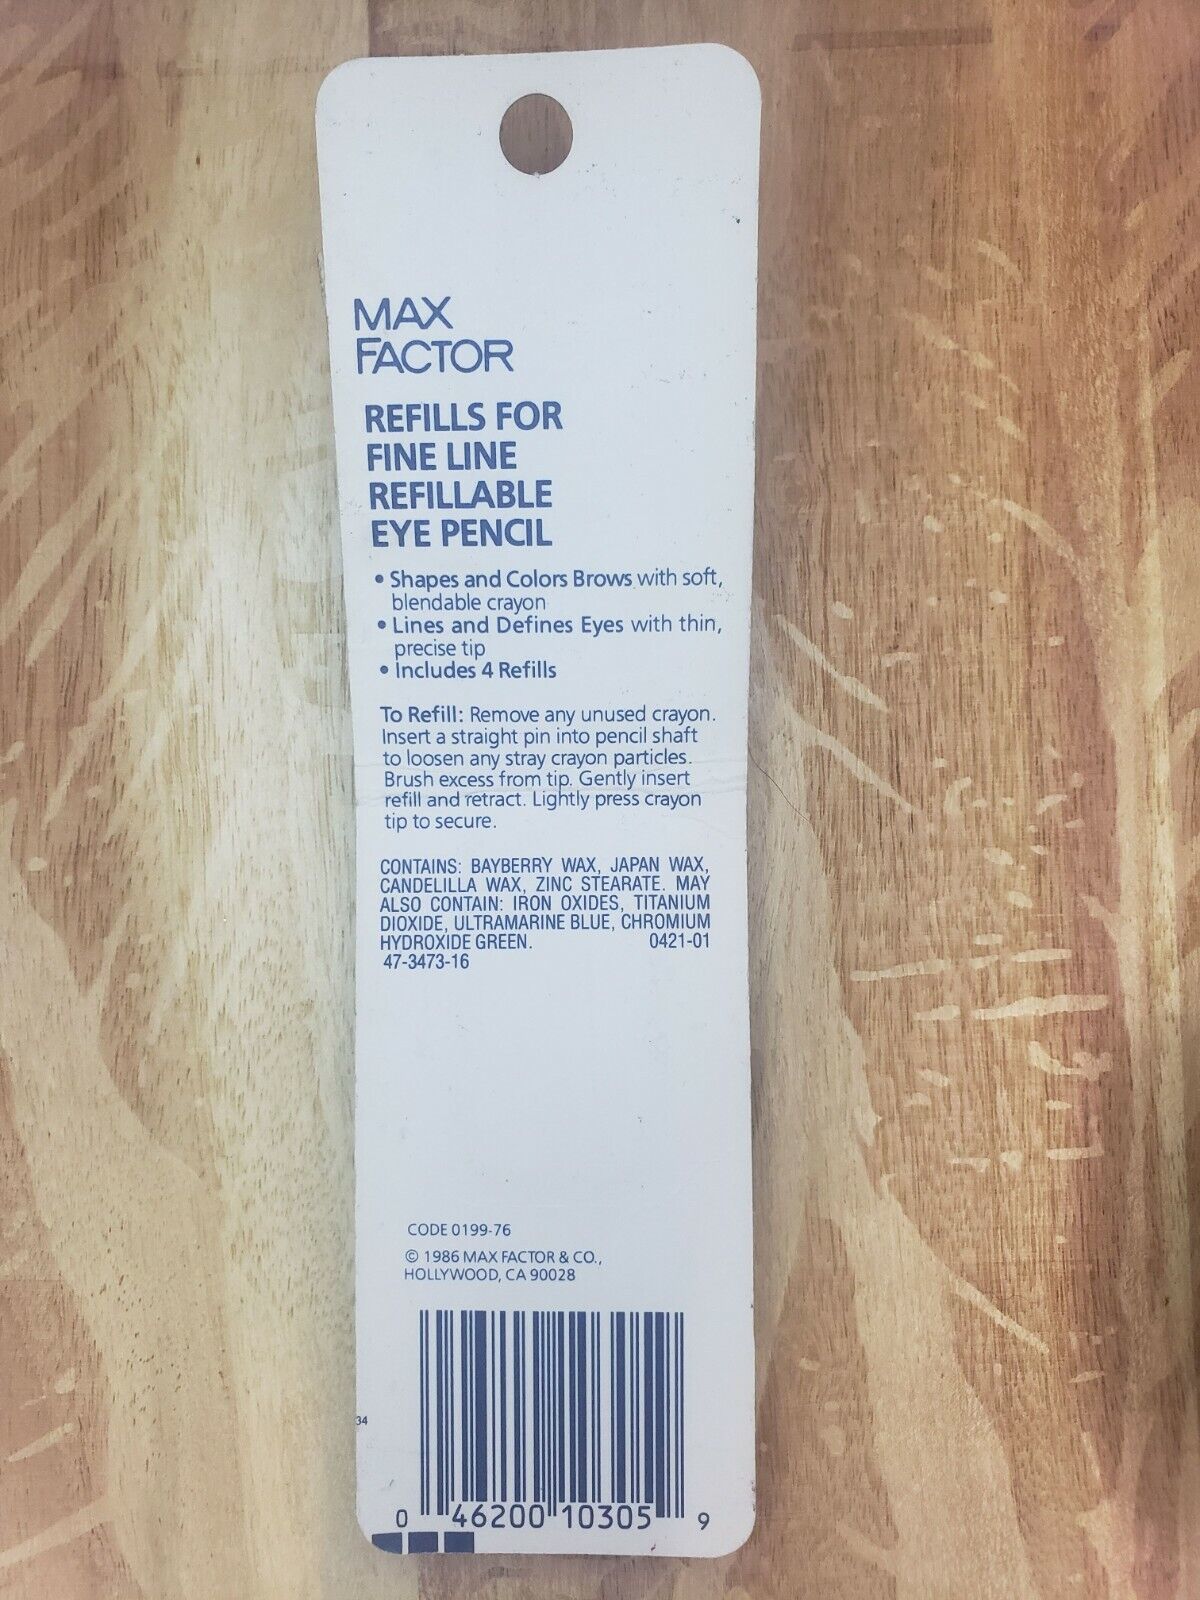 MAX
FACTOR
REFILLS FOR
FINE LINE
REFILLABLE
EYE PENCIL
• Shapes and Colors Brows with soft,
blendable crayon
• Lines and Defines Eyes with thin,
precise tip
• Includes 4 Refills
To Refill: Remove any unused crayon.
Insert a straight pin into pencil shaft
to loosen any stray crayon particles.
Brush excess from tip. Gently insert
refill and retract. Lightly press crayon
tip to secure.
CONTAINS: BAYBERRY WAX, JAPAN WAX,
CANDELILLA WAX, ZINC STEARATE. MAY
ALSO CONTAIN: IRON OXIDES, TITANIUM
DIOXIDE, ULTRAMARINE BLUE, CHROMIUM
HYDROXIDE GREEN. 0421-01
47-3473-16
CODE 0199-76
© 1986 MAX FACTOR & CO.,
HOLLYWOOD, CA 90028
34
0 46200 10305 9